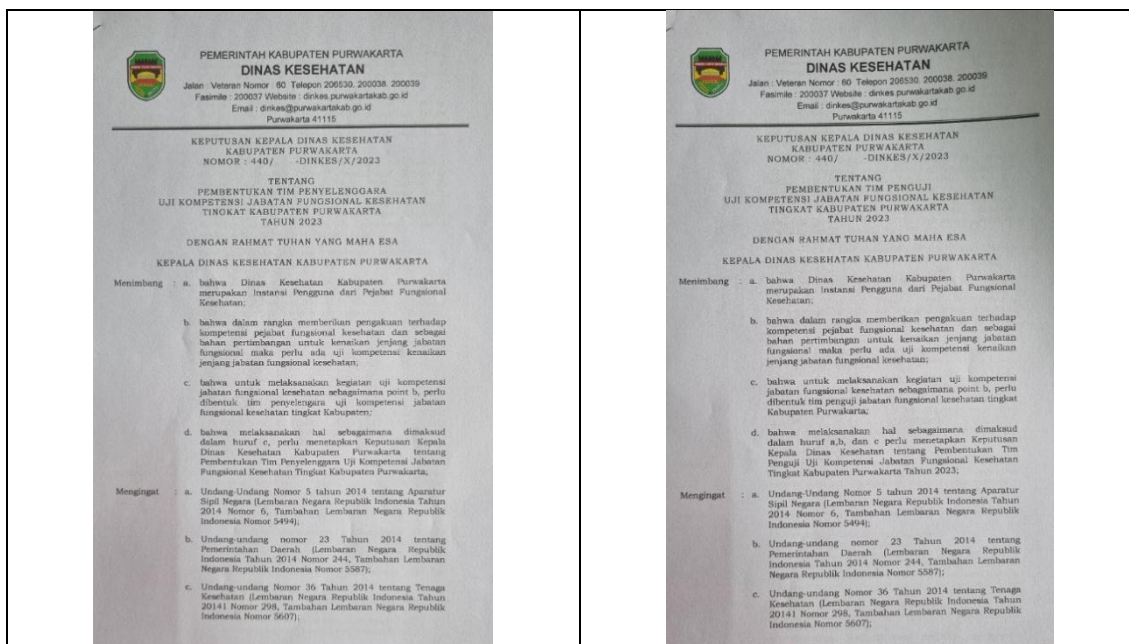 PEMERINTAH KABUPATEN PURWAKARTA
DINAS KESEHATAN
Jalan : Veteran Nomor : 60 Telepon 206530, 200038, 200039
Fasimile : 200037 Website : dinkes.purwakartakab.go.id
Email : dinkes@purwakartakab.go.id
Purwakarta 41115
KEPUTUSAN KEPALA DINAS KESEHATAN
KABUPATEN PURWAKARTA
NOMOR : 440/ -DINKES/X/2023
TENTANG
PEMBENTUKAN TIM PENYELENGGARA
UJI KOMPETENSI JABATAN FUNGSIONAL KESEHATAN
TINGKAT KABUPATEN PURWAKARTA
TAHUN 2023
DENGAN RAHMAT TUHAN YANG MAHA ESA
KEPALA DINAS KESEHATAN KABUPATEN PURWAKARTA
Menimbang : a. bahwa Dinas Kesehatan Kabupaten Purwakarta
merupakan Instansi Pengguna dari Pejabat Fungsional
Kesehatan;
b. bahwa dalam rangka memberikan pengakuan terhadap
kompetensi pejabat fungsional kesehatan dan sebagai
bahan pertimbangan untuk kenaikan jenjang jabatan
fungsional maka perlu ada uji kompetensi kenaikan
jenjang jabatan fungsional kesehatan;
c. bahwa untuk melaksanakan kegiatan uji kompetensi
jabatan fungsional kesehatan sebagaimana point b, perlu
dibentuk tim penyelengara uji kompetensi jabatan
fungsional kesehatan tingkat Kabupaten;
d. bahwa melaksanakan hal sebagaimana dimaksud
dalam huruf c, perlu menetapkan Keputusan Kepala
Dinas Kesehatan Kabupaten Purwakarta tentang
Pembentukan Tim Penyelenggara Uji Kompetensi Jabatan
Fungsional Kesehatan Tingkat Kabupaten Purwakarta;
Mengingat : a. Undang-Undang Nomor 5 tahun 2014 tentang Aparatur
Sipil Negara (Lembaran Negara Republik Indonesia Tahun
2014 Nomor 6, Tambahan Lembaran Negara Republik
Indonesia Nomor 5494);
b. Undang-undang nomor 23 Tahun 2014 tentang
Pemerintahan Daerah (Lembaran Negara Republik
Indonesia Tahun 2014 Nomor 244, Tambahan Lembaran
Negara Republik Indonesia Nomor 5587);
c. Undang-undang Nomor 36 Tahun 2014 tentang Tenaga
Kesehatan (Lembaran Negara Republik Indonesia Tahun
20141 Nomor 298, Tambahan Lembaran Negara Republik
Indonesia Nomor 5607);
PEMERINTAH KABUPATEN PURWAKARTA
DINAS KESEHATAN
Jalan : Veteran Nomor : 60 Telepon 206530, 200038, 200039
Fasimile : 200037 Website : dinkes.purwakartakab.go.id
Email : dinkes@purwakartakab.go.id
Purwakarta 41115
KEPUTUSAN KEPALA DINAS KESEHATAN
KABUPATEN PURWAKARTA
NOMOR : 440/ -DINKES/X/2023
TENTANG
PEMBENTUKAN TIM PENGUJI
UJI KOMPETENSI JABATAN FUNGSIONAL KESEHATAN
TINGKAT KABUPATEN PURWAKARTA
TAHUN 2023
DENGAN RAHMAT TUHAN YANG MAHA ESA
KEPALA DINAS KESEHATAN KABUPATEN PURWAKARTA
Menimbang : a. bahwa Dinas Kesehatan Kabupaten Purwakarta
merupakan Instansi Pengguna dari Pejabat Fungsional
Kesehatan;
b. bahwa dalam rangka memberikan pengakuan terhadap
kompetensi pejabat fungsional kesehatan dan sebagai
bahan pertimbangan untuk kenaikan jenjang jabatan
fungsional maka perlu ada uji kompetensi kenaikan
jenjang jabatan fungsional kesehatan;
c. bahwa untuk melaksanakan kegiatan uji kompetensi
jabatan fungsional kesehatan sebagaimana point b, perlu
dibentuk tim penguji jabatan fungsional kesehatan tingkat
Kabupaten Purwakarta;
d. bahwa melaksanakan hal sebagaimana dimaksud
dalam huruf a,b, dan c perlu menetapkan Keputusan
Kepala Dinas Kesehatan tentang Pembentukan Tim
Penguji Uji Kompetensi Jabatan Fungsional Kesehatan
Tingkat Kabupaten Purwakarta Tahun 2023;
Mengingat : a. Undang-Undang Nomor 5 tahun 2014 tentang Aparatur
Sipil Negara (Lembaran Negara Republik Indonesia Tahun
2014 Nomor 6, Tambahan Lembaran Negara Republik
Indonesia Nomor 5494);
b. Undang-undang nomor 23 Tahun 2014 tentang
Pemerintahan Daerah (Lembaran Negara Republik
Indonesia Tahun 2014 Nomor 244, Tambahan Lembaran
Negara Republik Indonesia Nomor 5587);
c. Undang-undang Nomor 36 Tahun 2014 tentang Tenaga
Kesehatan (Lembaran Negara Republik Indonesia Tahun
20141 Nomor 298, Tambahan Lembaran Negara Republik
Indonesia Nomor 5607);